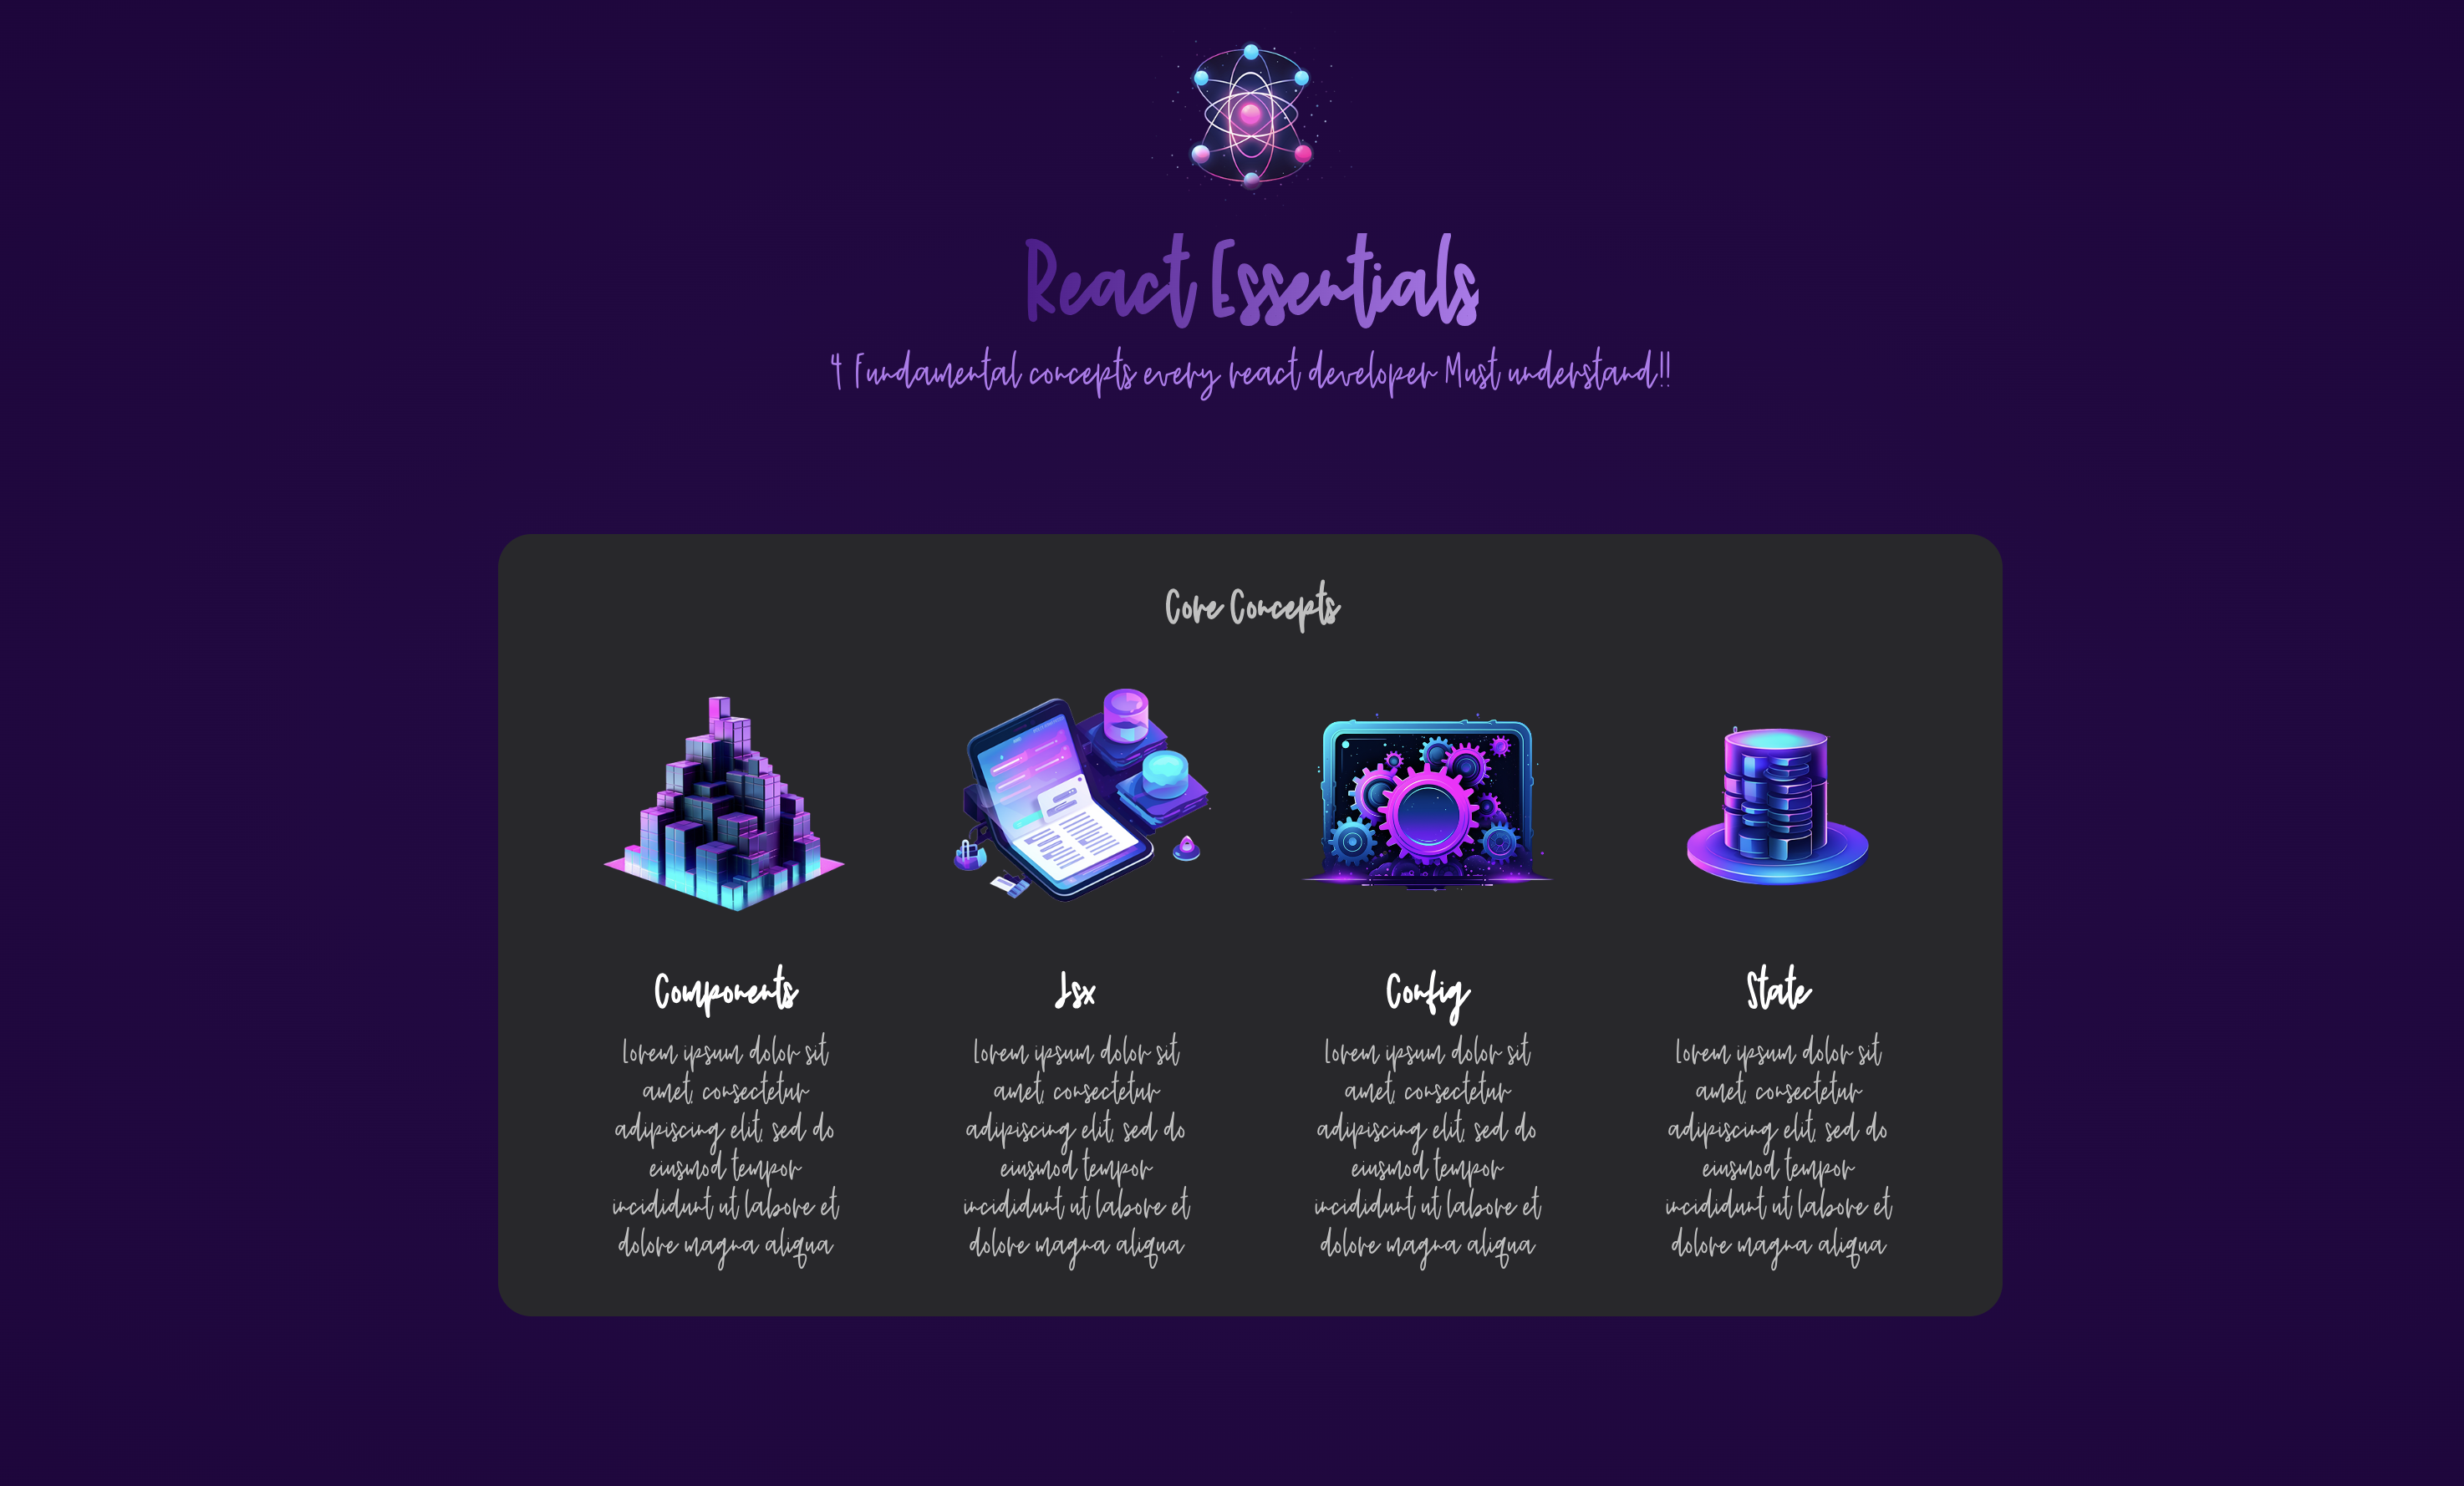 React Essentials
4 Fundamental concepts every react developer Must understand!!
Core Concepts
Components
Lorem ipsum dolor sit
amet, consectetur
adipiscing elit, sed do
eiusmod tempor
incididunt ut labore et
dolore magna aliqua
Jsx
Lorem ipsum dolor sit
amet, consectetur
adipiscing elit, sed do
eiusmod tempor
incididunt ut labore et
dolore magna aliqua
Config
Lorem ipsum dolor sit
amet, consectetur
adipiscing elit, sed do
eiusmod tempor
incididunt ut labore et
dolore magna aliqua
State
Lorem ipsum dolor sit
amet, consectetur
adipiscing elit, sed do
eiusmod tempor
incididunt ut labore et
dolore magna aliqua